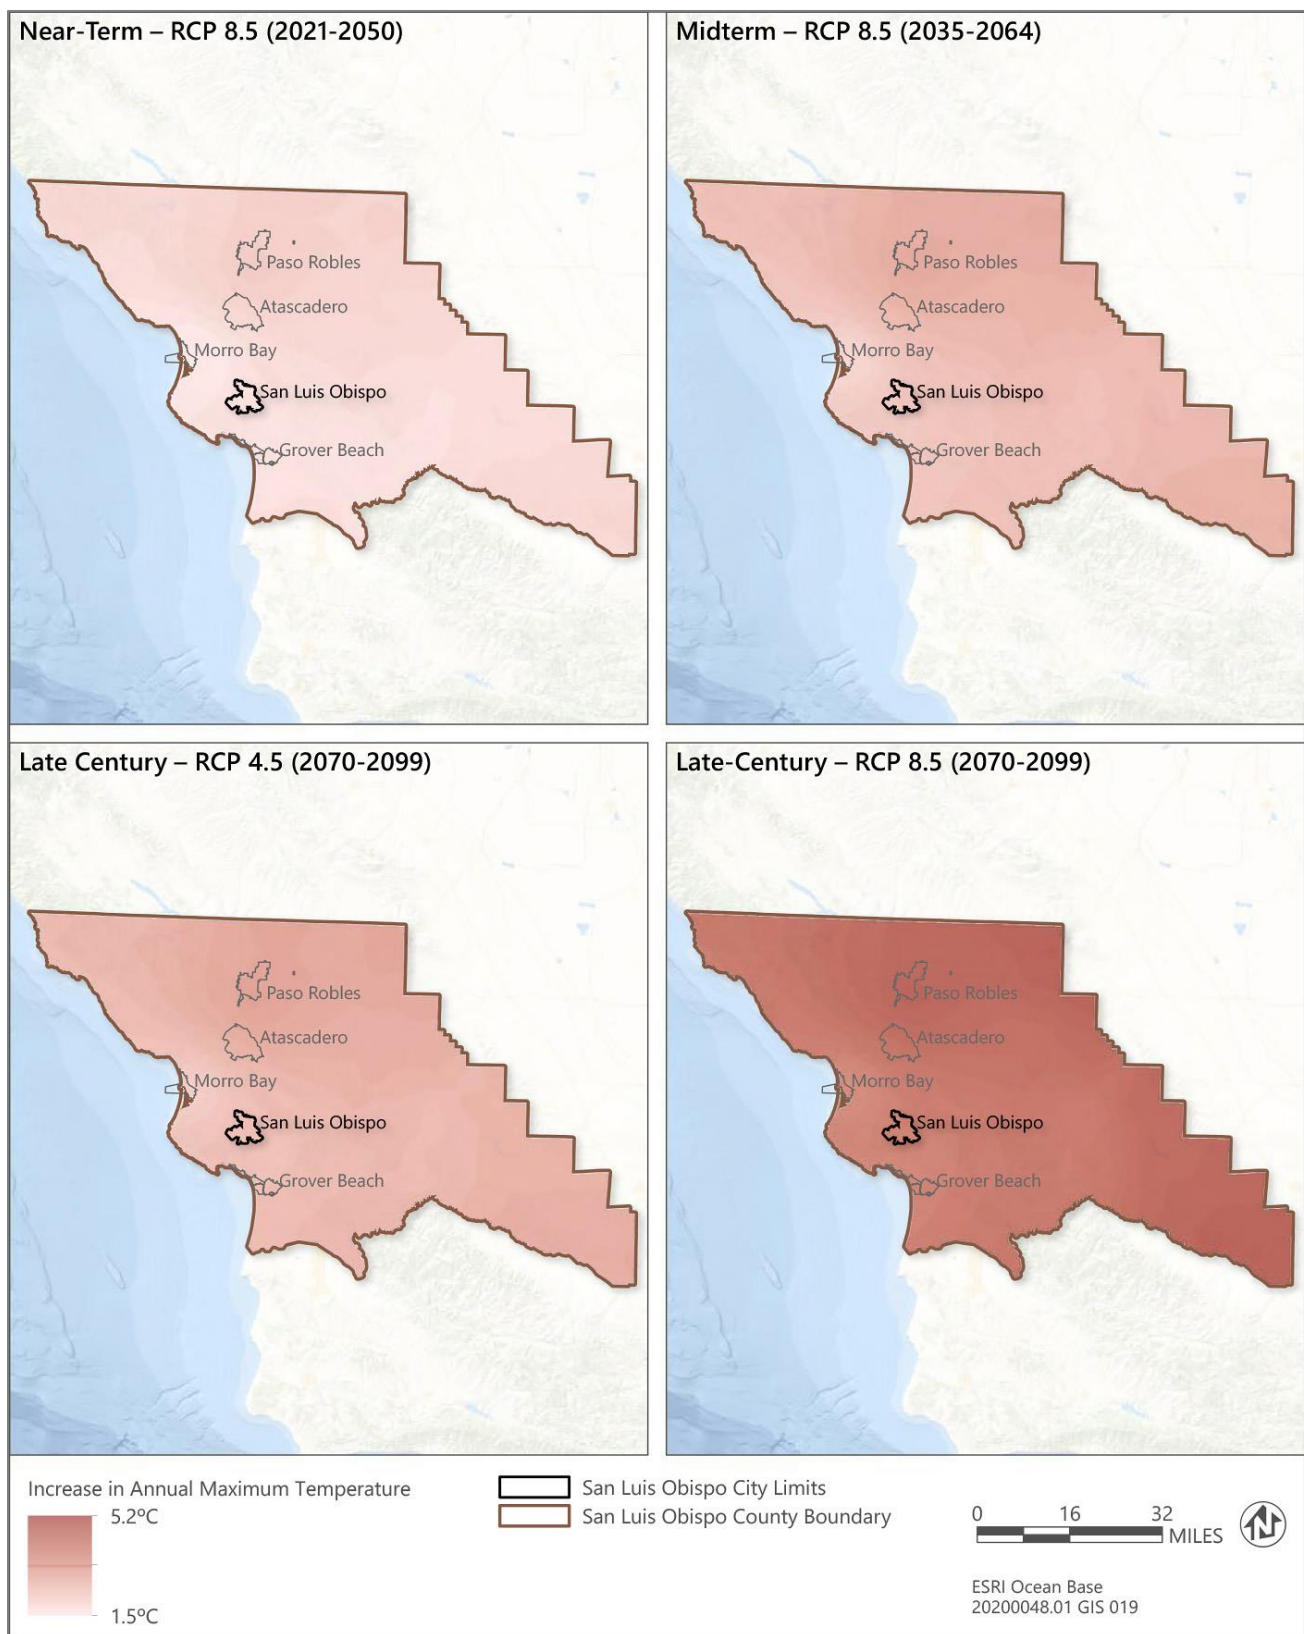 Near-Term – RCP 8.5 (2021-2050)
Paso Robles
Atascadero
Morro Bay
San Luis Obispo
Grover Beach
Midterm – RCP 8.5 (2035-2064)
Paso Robles
Atascadero
Morro Bay
San Luis Obispo
Grover Beach
Late Century – RCP 4.5 (2070-2099)
Paso Robles
Atascadero
Morro Bay
San Luis Obispo
Grover Beach
Late-Century – RCP 8.5 (2070-2099)
Paso Robles
Atascadero
Morro Bay
San Luis Obispo
Grover Beach
Increase in Annual Maximum Temperature
5.2ºC
1.5ºC
San Luis Obispo City Limits
San Luis Obispo County Boundary
0 16 32
MILES
N
ESRI Ocean Base
20200048.01 GIS 019